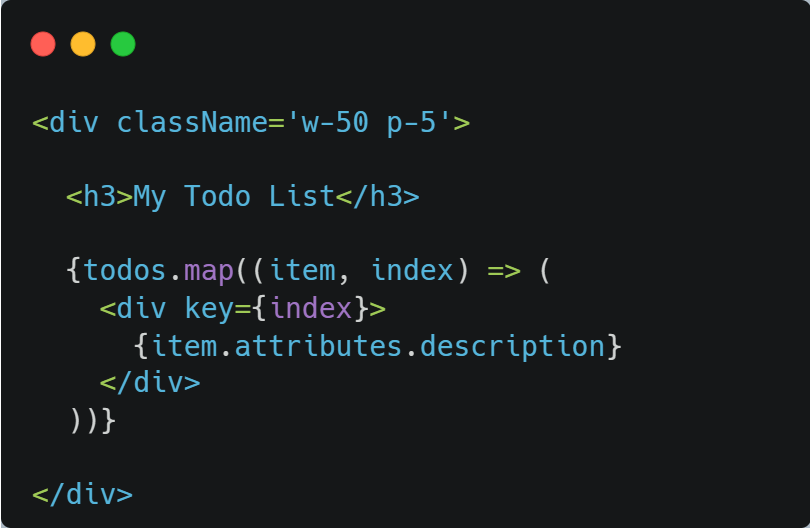 <div className='w-50 p-5'>
<h3>My Todo List</h3>
{todos.map((item, index) => (
<div key={index}>
{item.attributes.description}
</div>
))}
</div>